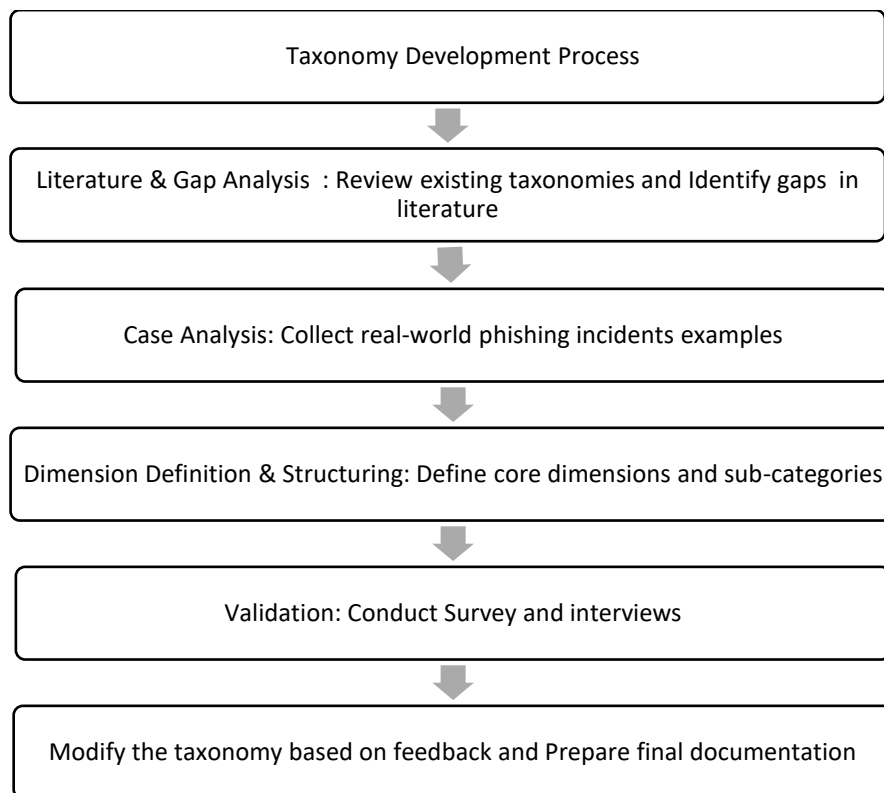 Taxonomy Development Process
Literature & Gap Analysis  : Review existing taxonomies and Identify gaps  in
literature
Case Analysis: Collect real-world phishing incidents examples
Dimension Definition & Structuring: Define core dimensions and sub-categories
Validation: Conduct Survey and interviews
Modify the taxonomy based on feedback and Prepare final documentation